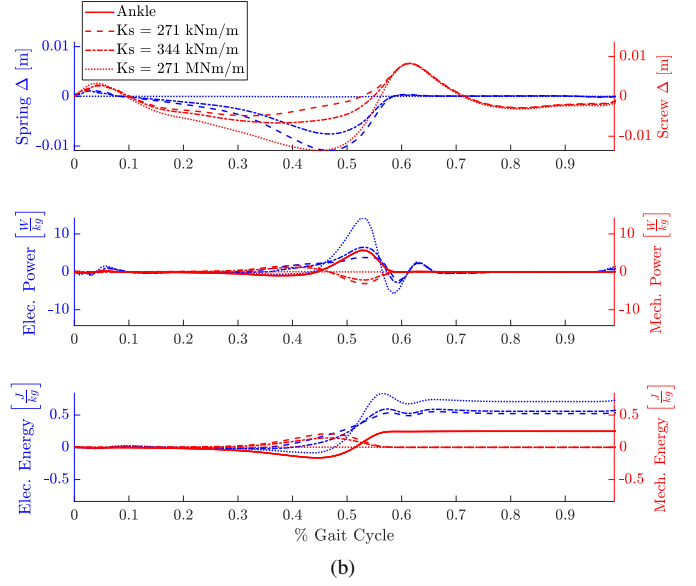 Ankle
Ks = 271 kNm/m
Ks = 344 kNm/m
Ks = 271 MNm/m
Spring Δ [m]
0.01
0
-0.01
Screw Δ [m]
0.01
0
-0.01
0 0.1 0.2 0.3 0.4 0.5 0.6 0.7 0.8 0.9
Elec. Power [W/kg]
10
0
-10
Mech. Power [W/kg]
10
0
-10
0 0.1 0.2 0.3 0.4 0.5 0.6 0.7 0.8 0.9
Elec. Energy [J/kg]
0.5
0
-0.5
Mech. Energy [J/kg]
0.5
0
-0.5
0 0.1 0.2 0.3 0.4 0.5 0.6 0.7 0.8 0.9
% Gait Cycle
(b)